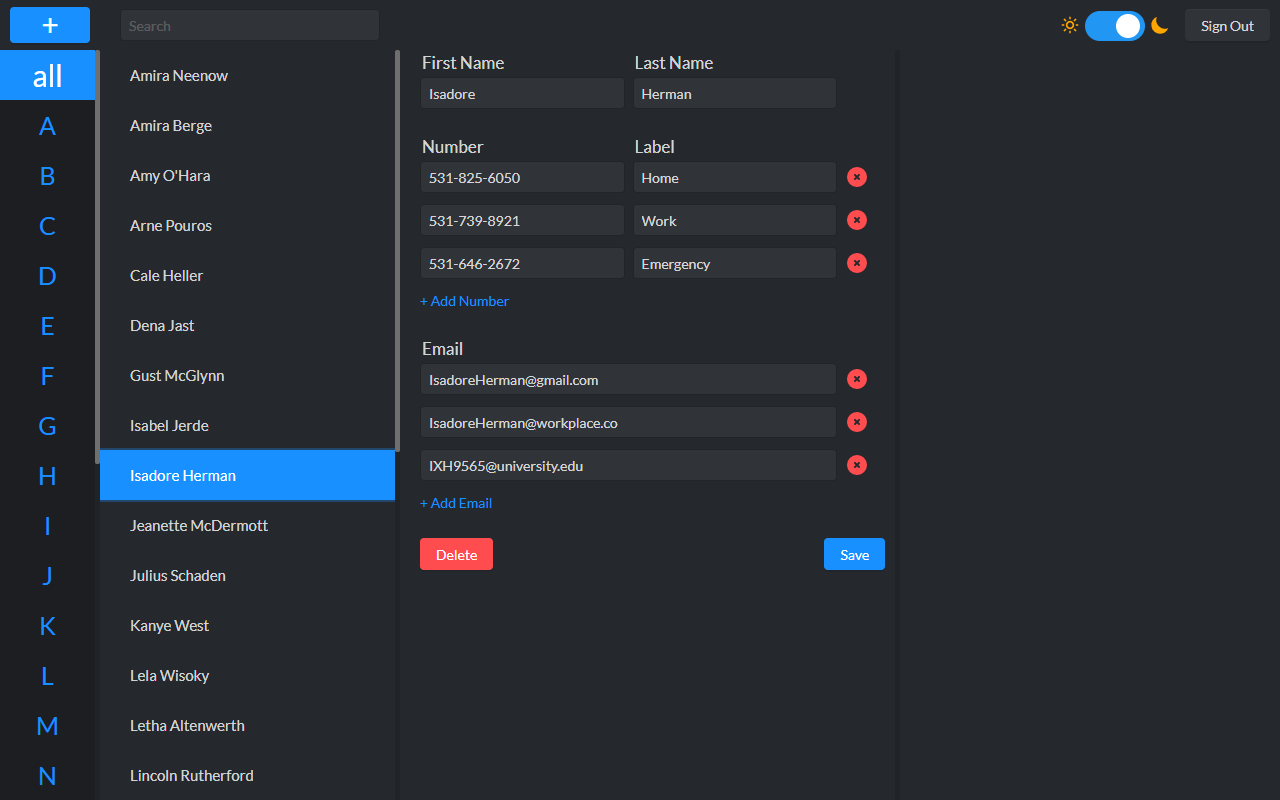 +
Search
Sign Out
all
A
B
C
D
E
F
G
H
I
J
K
L
M
N
Amira Neenow
Amira Berge
Amy O'Hara
Arne Pouros
Cale Heller
Dena Jast
Gust McGlynn
Isabel Jerde
Isadore Herman
Jeanette McDermott
Julius Schaden
Kanye West
Lela Wisoky
Letha Altenwerth
Lincoln Rutherford
First Name Last Name
Isadore Herman
Number Label
531-825-6050 Home
531-739-8921 Work
531-646-2672 Emergency
+ Add Number
Email
IsadoreHerman@gmail.com
IsadoreHerman@workplace.co
IXH9565@university.edu
+ Add Email
Delete Save